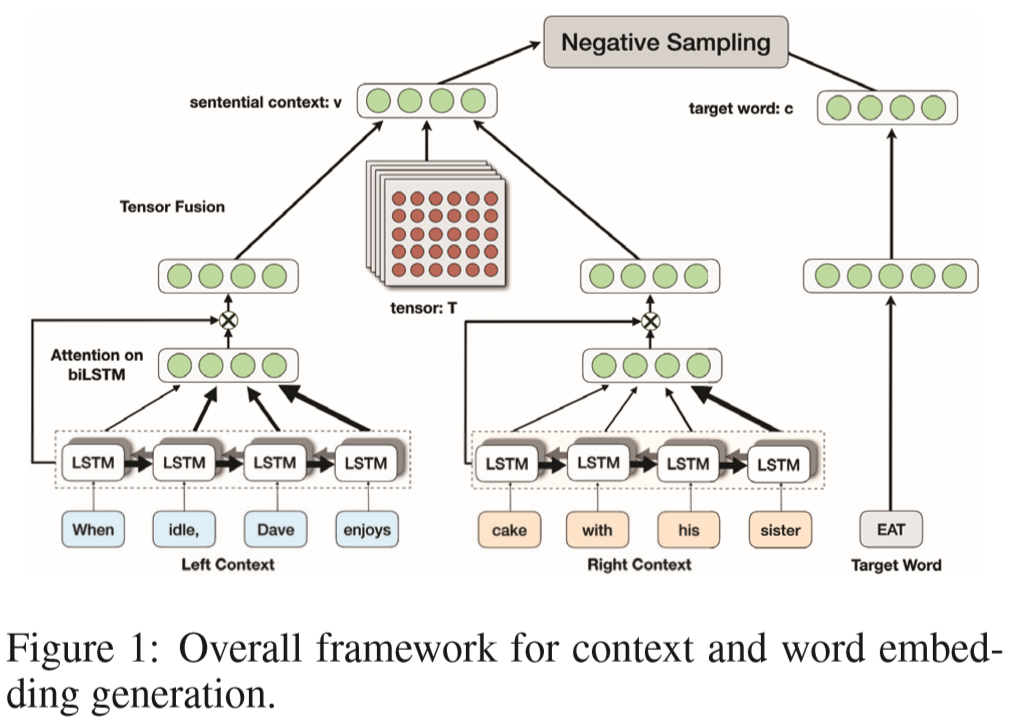 Negative Sampling
sentential context: v
target word: c
Tensor Fusion
tensor: T
Attention on
biLSTM
LSTM LSTM LSTM LSTM LSTM LSTM LSTM LSTM
When idle, Dave enjoys cake with his sister EAT
Left Context Right Context Target Word
Figure 1: Overall framework for context and word embed-
ding generation.